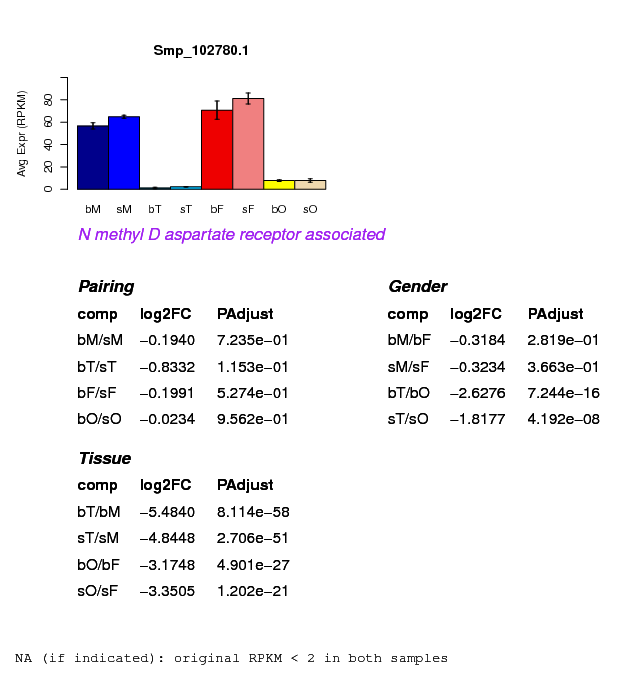 Smp_102780.1
Avg Expr (RPKM)
0 20 40 60 80
bM sM bT sT bF sF bO sO
N methyl D aspartate receptor associated
Pairing
comp log2FC PAdjust
bM/sM −0.1940 7.235e−01
bT/sT −0.8332 1.153e−01
bF/sF −0.1991 5.274e−01
bO/sO −0.0234 9.562e−01
Gender
comp log2FC PAdjust
bM/bF −0.3184 2.819e−01
sM/sF −0.3234 3.663e−01
bT/bO −2.6276 7.244e−16
sT/sO −1.8177 4.192e−08
Tissue
comp log2FC PAdjust
bT/bM −5.4840 8.114e−58
sT/sM −4.8448 2.706e−51
bO/bF −3.1748 4.901e−27
sO/sF −3.3505 1.202e−21
NA (if indicated): original RPKM < 2 in both samples